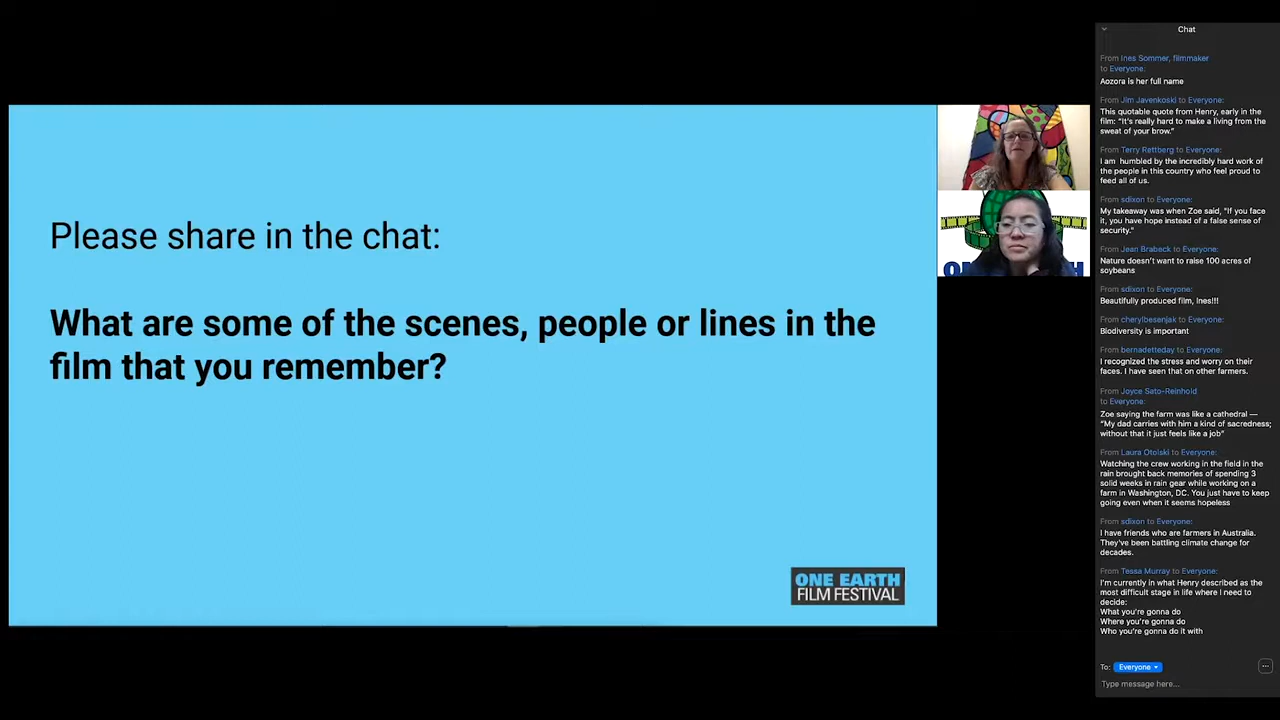 Please share in the chat:
What are some of the scenes, people or lines in the
film that you remember?
ONE EARTH
FILM FESTIVAL
Chat
From Ines Sommer, filmmaker
to Everyone:
Aozora is her full name
From Jim Javenkoski to Everyone:
This quotable quote from Henry, early in the
film: "It's really hard to make a living from the
sweat of your brow."
From Terry Rettberg to Everyone:
I am humbled by the incredibly hard work of
the people in this country who feel proud to
feed all of us.
From sdixon to Everyone:
My takeaway was when Zoe said, "If you face
it, you have hope instead of a false sense of
security."
From Jean Brabeck to Everyone:
Nature doesn't want to raise 100 acres of
soybeans
From sdixon to Everyone:
Beautifully produced film, Ines!!!
From cherylbesenjak to Everyone:
Biodiversity is important
From bernadetteday to Everyone:
I recognized the stress and worry on their
faces. I have seen that on other farmers.
From Joyce Sato-Reinhold
to Everyone:
Zoe saying the farm was like a cathedral —
"My dad carries with him a kind of sacredness;
without that it just feels like a job"
From Laura Otolski to Everyone:
Watching the crew working in the field in the
rain brought back memories of spending 3
solid weeks in rain gear while working on a
farm in Washington, DC. You just have to keep
going even when it seems hopeless
From sdixon to Everyone:
I have friends who are farmers in Australia.
They've been battling climate change for
decades.
From Tessa Murray to Everyone:
I'm currently in what Henry described as the
most difficult stage in life where I need to
decide:
What you're gonna do
Where you're gonna do
Who you're gonna do it with
To: Everyone
Type message here...